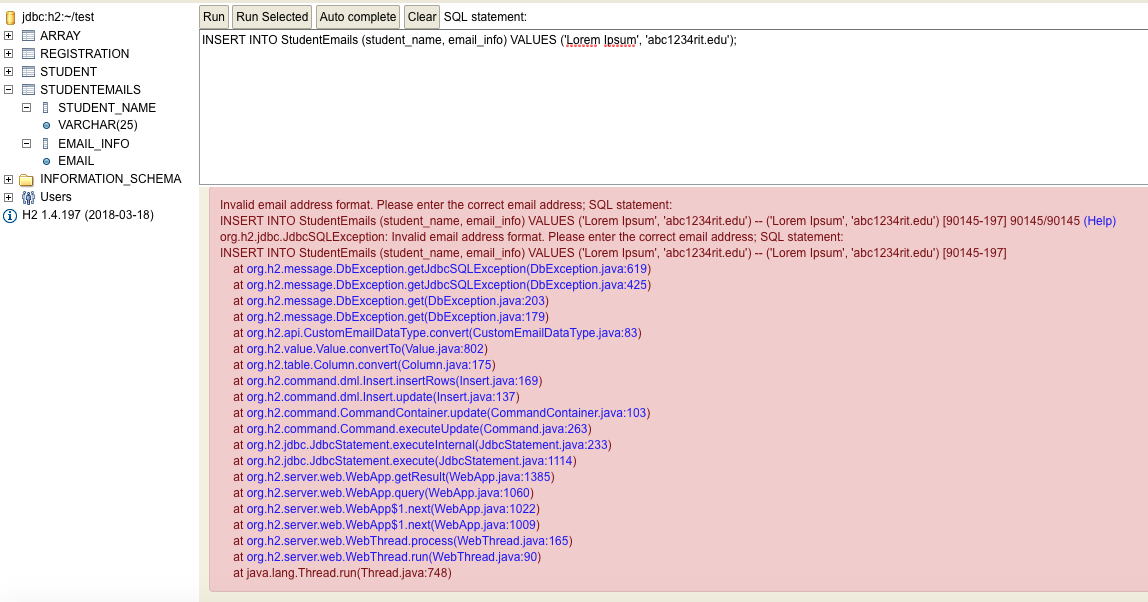 jdbc:h2:~/test
ARRAY
REGISTRATION
STUDENT
STUDENTEMAILS
STUDENT_NAME
VARCHAR(25)
EMAIL_INFO
EMAIL
INFORMATION_SCHEMA
Users
H2 1.4.197 (2018-03-18)
Run Run Selected Auto complete Clear SQL statement:
INSERT INTO StudentEmails (student_name, email_info) VALUES ('Lorem Ipsum', 'abc1234rit.edu');
Invalid email address format. Please enter the correct email address; SQL statement:
INSERT INTO StudentEmails (student_name, email_info) VALUES ('Lorem Ipsum', 'abc1234rit.edu') -- ('Lorem Ipsum', 'abc1234rit.edu') [90145-197] 90145/90145 (Help)
org.h2.jdbc.JdbcSQLException: Invalid email address format. Please enter the correct email address; SQL statement:
INSERT INTO StudentEmails (student_name, email_info) VALUES ('Lorem Ipsum', 'abc1234rit.edu') -- ('Lorem Ipsum', 'abc1234rit.edu') [90145-197]
at org.h2.message.DbException.getJdbcSQLException(DbException.java:619)
at org.h2.message.DbException.getJdbcSQLException(DbException.java:425)
at org.h2.message.DbException.get(DbException.java:203)
at org.h2.message.DbException.get(DbException.java:179)
at org.h2.api.CustomEmailDataType.convert(CustomEmailDataType.java:83)
at org.h2.value.Value.convertTo(Value.java:802)
at org.h2.table.Column.convert(Column.java:175)
at org.h2.command.dml.Insert.insertRows(Insert.java:169)
at org.h2.command.dml.Insert.update(Insert.java:137)
at org.h2.command.CommandContainer.update(CommandContainer.java:103)
at org.h2.command.Command.executeUpdate(Command.java:263)
at org.h2.jdbc.JdbcStatement.executeInternal(JdbcStatement.java:233)
at org.h2.jdbc.JdbcStatement.execute(JdbcStatement.java:1114)
at org.h2.server.web.WebApp.getResult(WebApp.java:1385)
at org.h2.server.web.WebApp.query(WebApp.java:1060)
at org.h2.server.web.WebApp$1.next(WebApp.java:1022)
at org.h2.server.web.WebApp$1.next(WebApp.java:1009)
at org.h2.server.web.WebThread.process(WebThread.java:165)
at org.h2.server.web.WebThread.run(WebThread.java:90)
at java.lang.Thread.run(Thread.java:748)